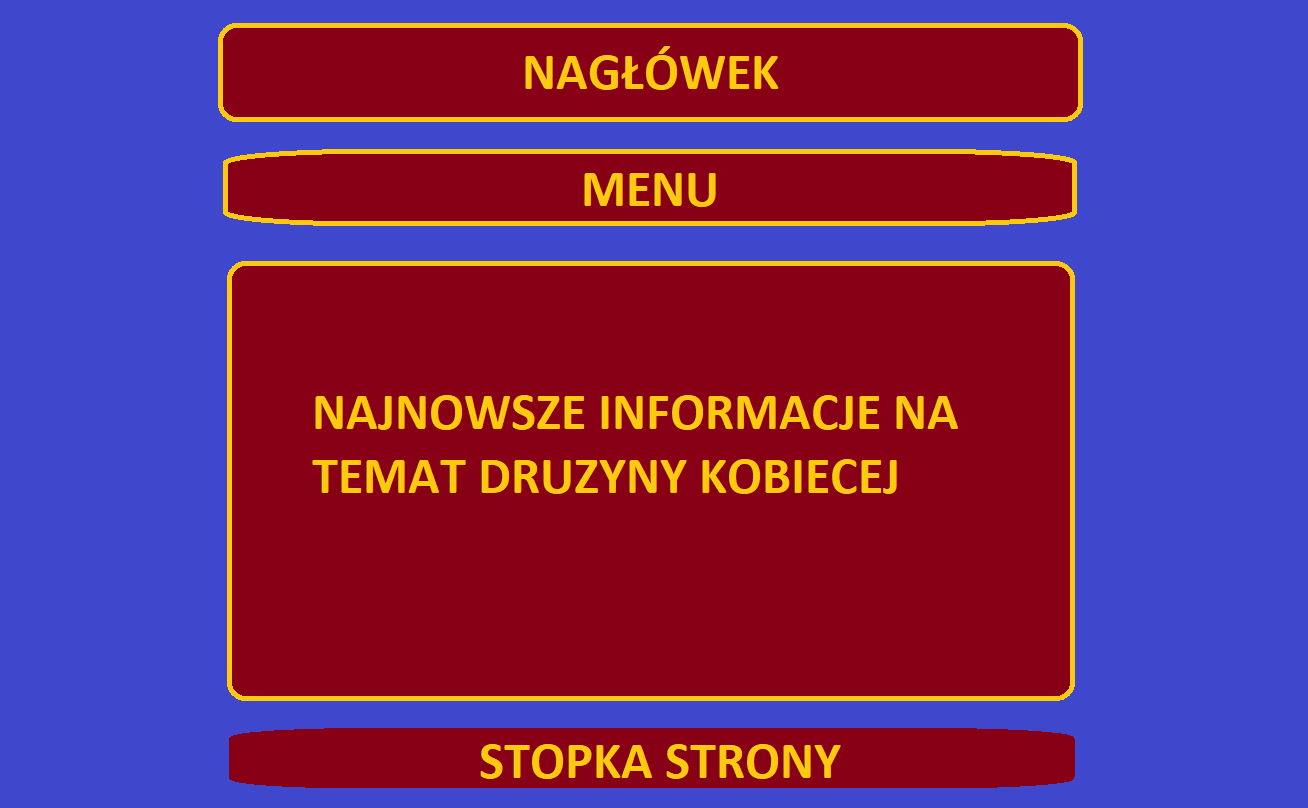 NAGŁÓWEK
MENU
NAJNOWSZE INFORMACJE NA
TEMAT DRUZYNY KOBIECEJ
STOPKA STRONY